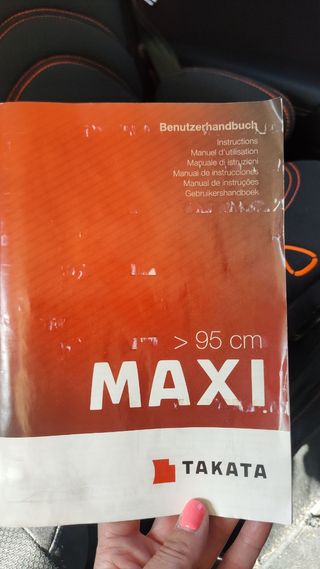 Benutzerhandbuch
Instructions
Manuel d'utilisation
Manuale di istruzioni
Manual de instrucciones
Manual de instruções
Gebruikershandboek
> 95 cm
MAXI
TAKATA